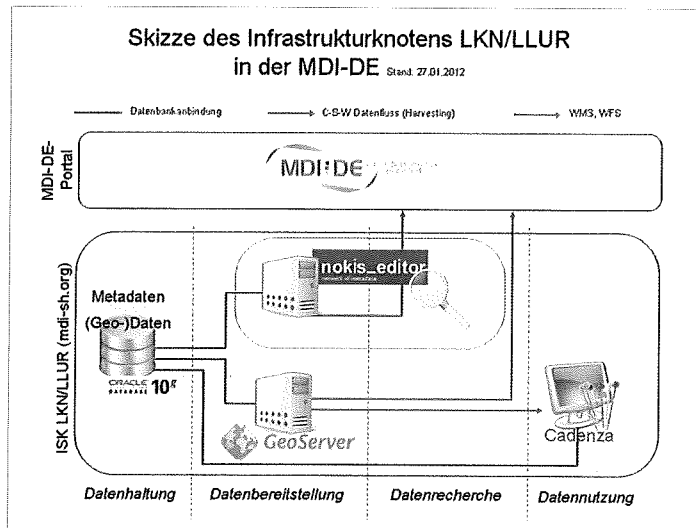 Skizze des Infrastrukturknotens LKN/LLUR
in der MDI-DE Stand: 27.01.2012
Datenbankanbindung
C-S-W Datenfluss (Harvesting)
WMS, WFS
MDI-DE-
Portal
MDI:DE
ISK LKN/LLUR (mdi-sh.org)
nokis_editor
Metadaten
(Geo-)Daten
ORACLE
DATABASE 10g
GeoServer
Cadenza
Datenhaltung
Datenbereitstellung
Datenrecherche
Datennutzung